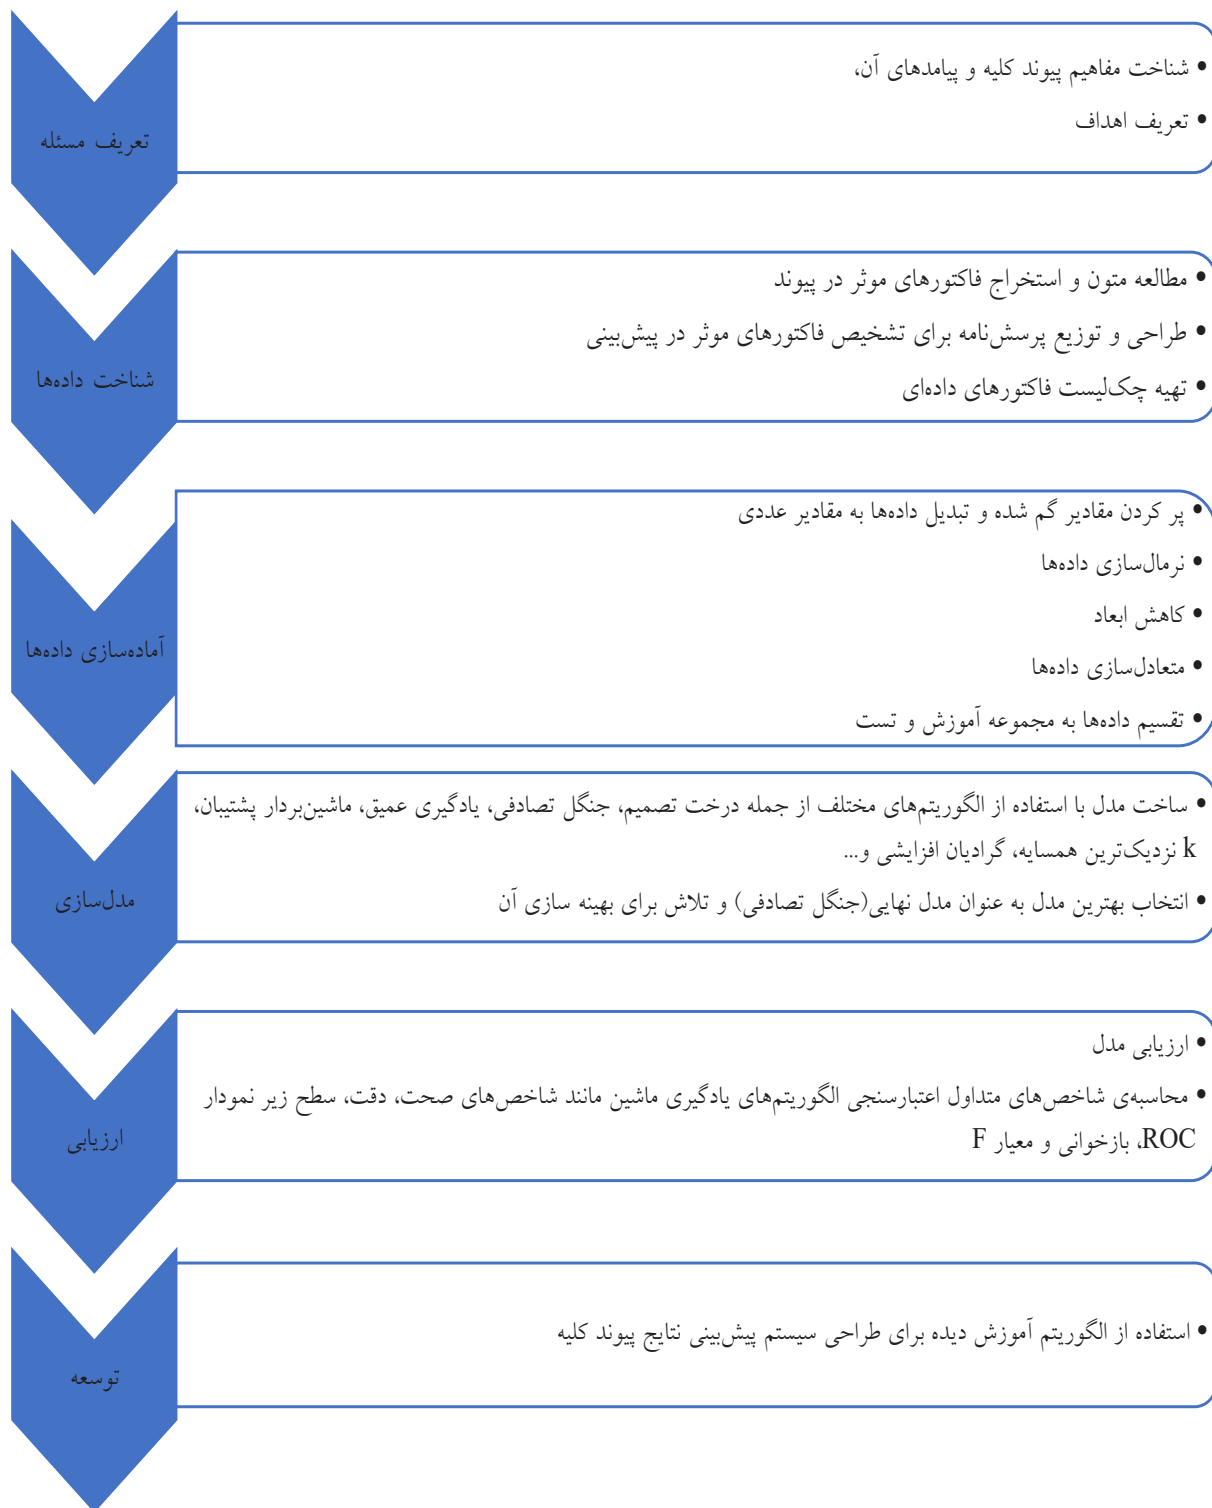 تعریف مسئله
• شناخت مفاهیم پیوند کلیه و پیامدهای آن،
• تعریف اهداف
شناخت داده‌ها
• مطالعه متون و استخراج فاکتورهای موثر در پیوند
• طراحی و توزیع پرسش‌نامه برای تشخیص فاکتورهای موثر در پیش‌بینی
• تهیه چک‌لیست فاکتورهای داده‌ای
آماده‌سازی داده‌ها
• پر کردن مقادیر گم شده و تبدیل داده‌ها به مقادیر عددی
• نرمال‌سازی داده‌ها
• کاهش ابعاد
• متعادل‌سازی داده‌ها
• تقسیم داده‌ها به مجموعه آموزش و تست
مدل‌سازی
• ساخت مدل با استفاده از الگوریتم‌های مختلف از جمله درخت تصمیم، جنگل تصادفی، یادگیری عمیق، ماشین‌بردار پشتیبان،
k نزدیک‌ترین همسایه، گرادیان افزایشی و...
• انتخاب بهترین مدل به عنوان مدل نهایی(جنگل تصادفی) و تلاش برای بهینه سازی آن
ارزیابی
• ارزیابی مدل
• محاسبه‌ی شاخص‌های متداول اعتبارسنجی الگوریتم‌های یادگیری ماشین مانند شاخص‌های صحت، دقت، سطح زیر نمودار
ROC، بازخوانی و معیار F
توسعه
• استفاده از الگوریتم آموزش دیده برای طراحی سیستم پیش‌بینی نتایج پیوند کلیه